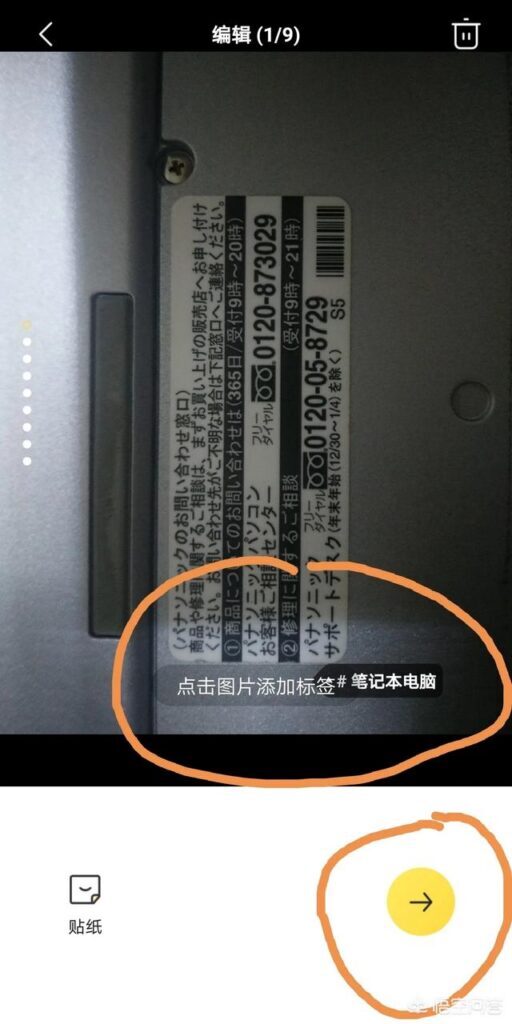 编辑 (1/9)
(パナソニックのお問い合わせ窓口)
商品や修理に関するご相談は、まずお買い上げの販売店へお申し付け
ください。お問い合わせ先がご不明な場合は下記窓口へご連絡ください。
① 商品についてのお問い合わせは(365日/受付9時～20時)
パナソニックパソコン
お客様ご相談センター
フリー
ダイヤル
0120-873029
② 修理に関するご相談
(受付9時～21時)
パナソニック
サポートデスク
フリー
ダイヤル
0120-05-8729
(年末年始(12/30～1/4)を除く)
S5
点击图片添加标签
# 笔记本电脑
贴纸
悟空问答